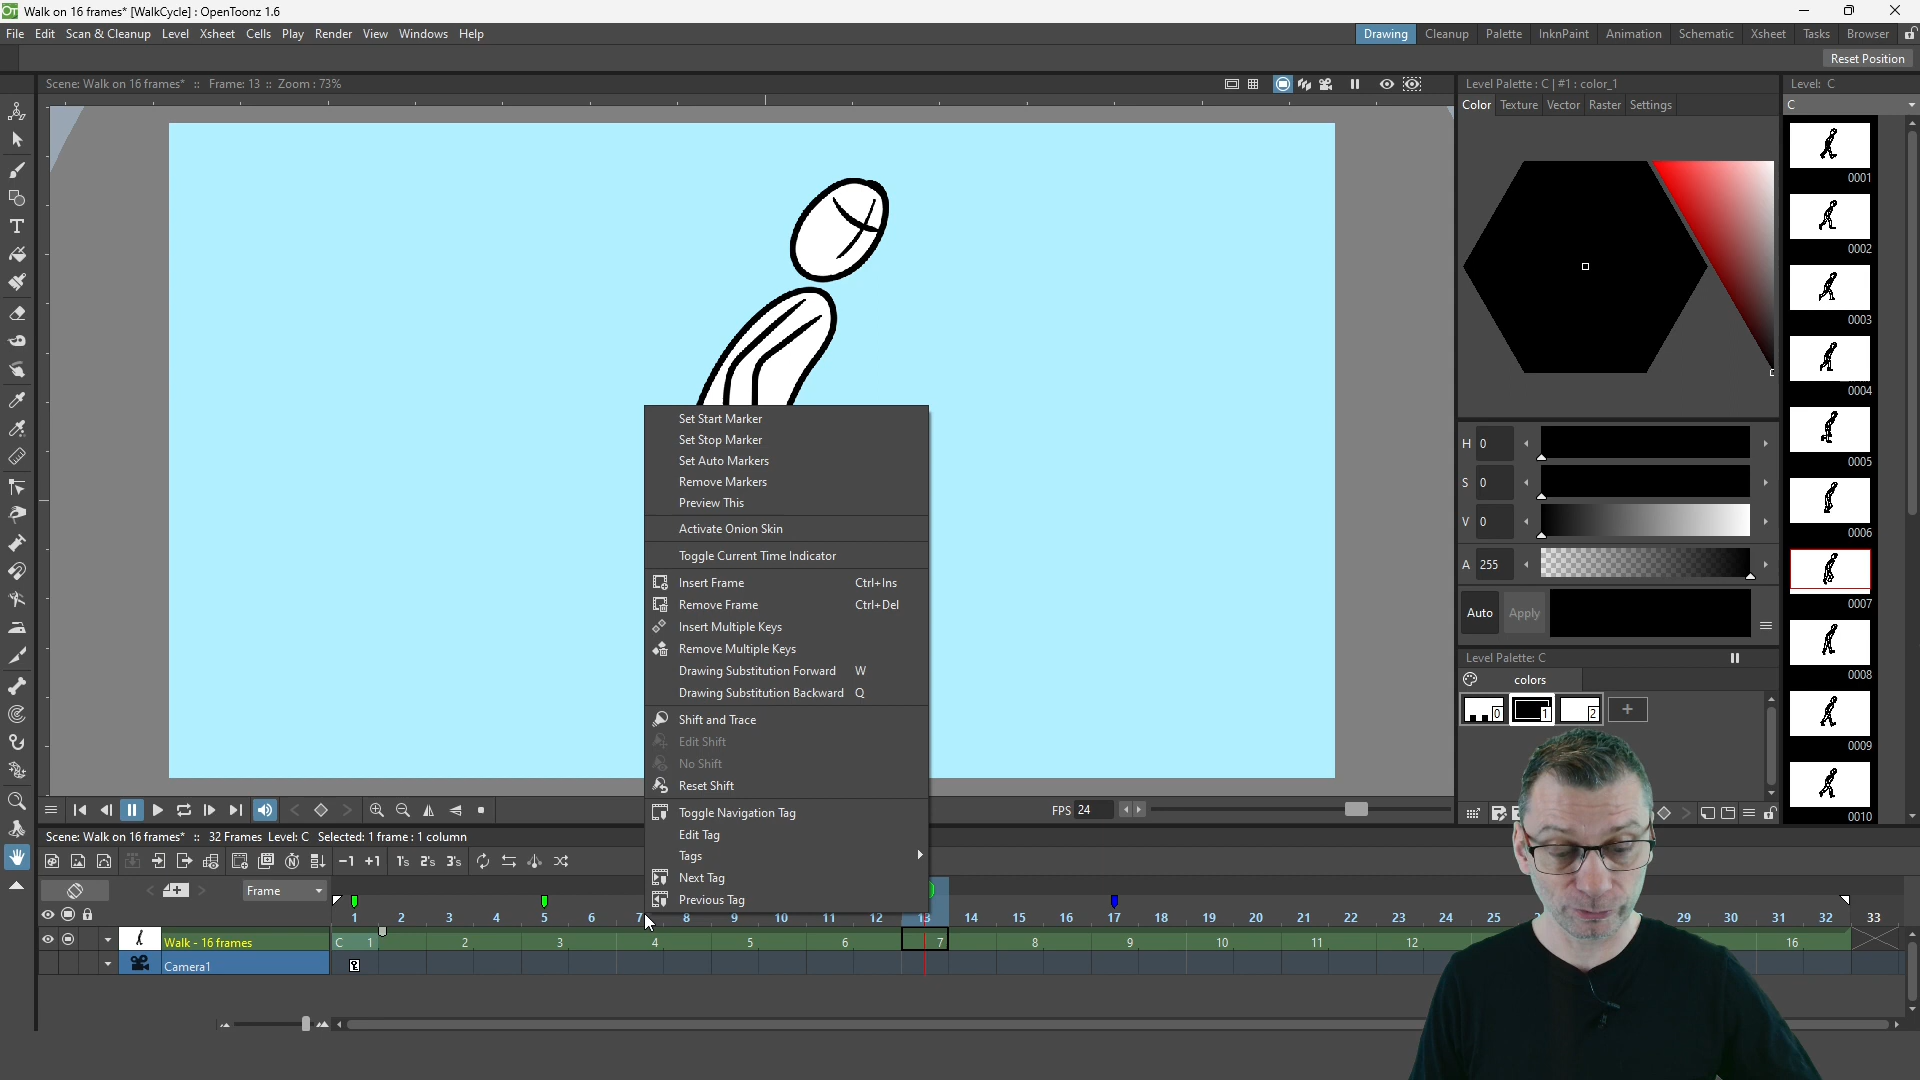 OT Walk on 16 frames* [WalkCycle] : OpenToonz 1.6
File Edit Scan & Cleanup Level Xsheet Cells Play Render View Windows Help
Drawing Cleanup Palette InknPaint Animation Schematic Xsheet Tasks Browser
Reset Position
Scene: Walk on 16 frames* :: Frame: 13 :: Zoom : 73%
Level Palette : C | #1 : color_1
Level: C
Color Texture Vector Raster Settings
C
0001
0002
0003
0004
0005
0006
0007
0008
0009
0010
H 0
S 0
V 0
A 255
Auto Apply
Level Palette: C
colors
0 1 2 +
Set Start Marker
Set Stop Marker
Set Auto Markers
Remove Markers
Preview This
Activate Onion Skin
Toggle Current Time Indicator
Insert Frame Ctrl+Ins
Remove Frame Ctrl+Del
Insert Multiple Keys
Remove Multiple Keys
Drawing Substitution Forward W
Drawing Substitution Backward Q
Shift and Trace
Edit Shift
No Shift
Reset Shift
Toggle Navigation Tag
Edit Tag
Tags
Next Tag
Previous Tag
FPS 24
Scene: Walk on 16 frames* :: 32 Frames Level: C Selected: 1 frame : 1 column
-1 +1 1's 2's 3's
Frame
1 2 3 4 5 6 7 8 9 10 11 12 13 14 15 16 17 18 19 20 21 22 23 24 25 29 30 31 32 33
Walk - 16 frames C 1 2 3 4 5 6 7 8 9 10 11 12 16
Camera1